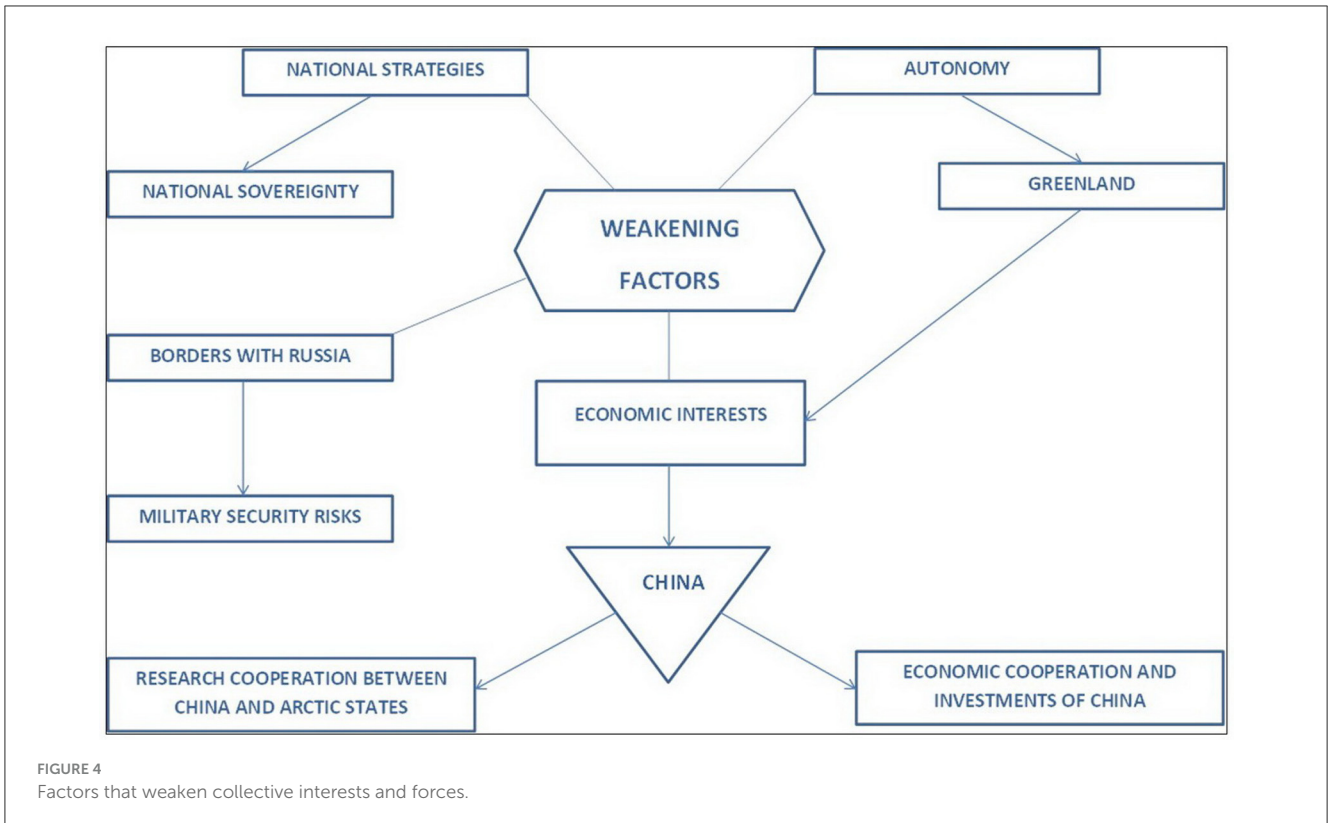 NATIONAL STRATEGIES
AUTONOMY
NATIONAL SOVEREIGNTY
GREENLAND
WEAKENING
FACTORS
BORDERS WITH RUSSIA
ECONOMIC INTERESTS
MILITARY SECURITY RISKS
CHINA
RESEARCH COOPERATION BETWEEN
CHINA AND ARCTIC STATES
ECONOMIC COOPERATION AND
INVESTMENTS OF CHINA
FIGURE 4
Factors that weaken collective interests and forces.